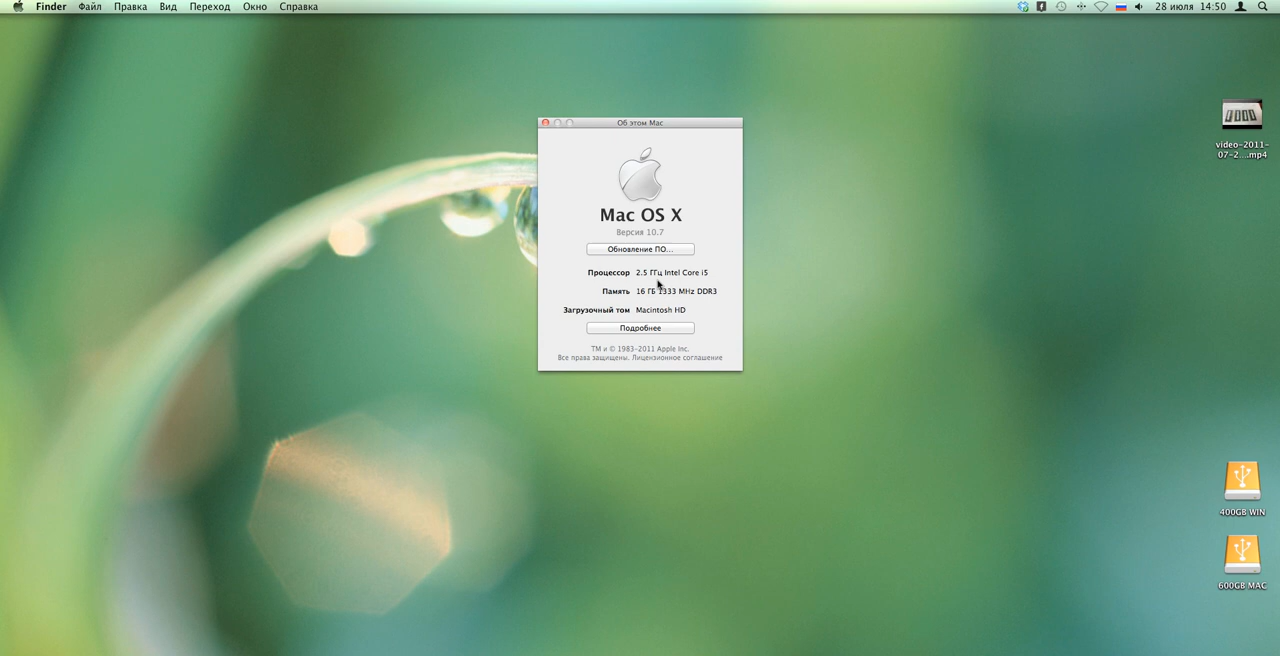 Finder Файл Правка Вид Переход Окно Справка 28 июля 14:50
Об этом Mac
Mac OS X
Версия 10.7
Обновление ПО...
Процессор 2.5 ГГц Intel Core i5
Память 16 ГБ 1333 MHz DDR3
Загрузочный том Macintosh HD
Подробнее
TM и © 1983-2011 Apple Inc.
Все права защищены. Лицензионное соглашение
video-2011-
07-2....mp4
400GB WIN
600GB MAC